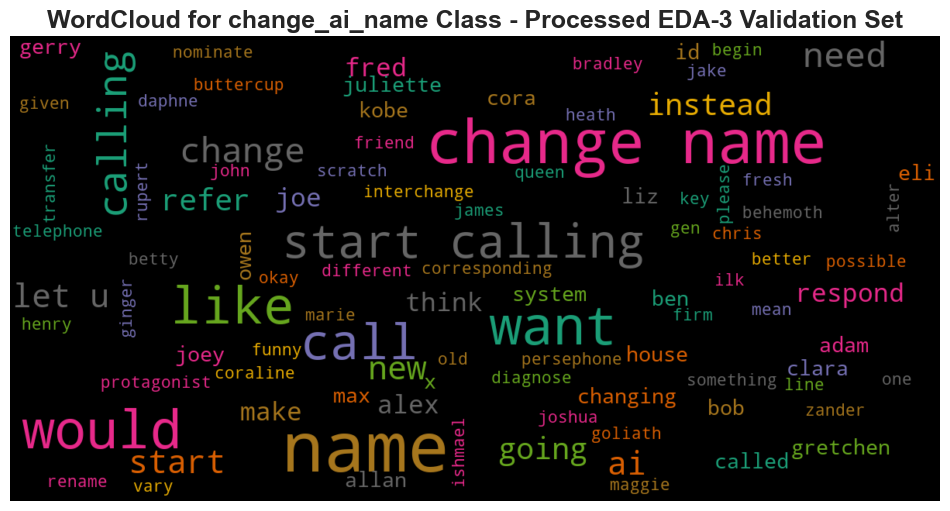 WordCloud for change_ai_name Class - Processed EDA-3 Validation Set
gerry
nominate
fred
bradley
id
begin
need
calling
buttercup
juliette
jake
given
daphne
kobe
cora
heath
instead
change name
change
friend
john
scratch
queen
eli
transfer
rupert
refer
joe
interchange
james
liz
key
please
fresh
behemoth
alter
telephone
start calling
gen
chris
betty
owen
okay
different
corresponding
better
possible
let u
ginger
like
marie
think
system
ben
firm
ilk
mean
respond
henry
call
want
joey
funny
old
persephone
house
adam
protagonist
coraline
new
x
diagnose
something
clara
line
one
max
alex
changing
bob
zander
would
make
name
joshua
goliath
going
gretchen
start
ishmael
ai
called
rename
vary
allan
maggie